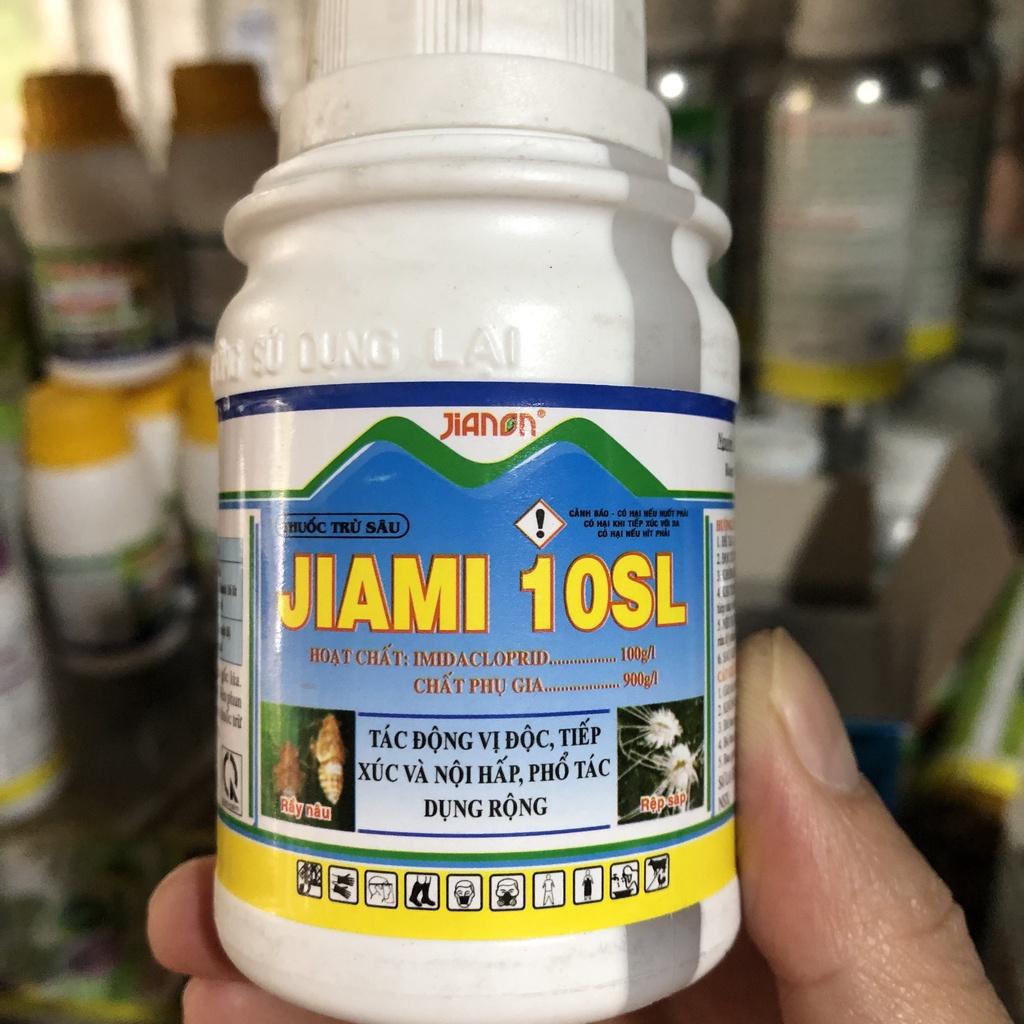 SỬ DỤNG LẠI
JIANON®
THUỐC TRỪ SÂU
CẢNH BÁO - CÓ HẠI NẾU NUỐT PHẢI
CÓ HẠI KHI TIẾP XÚC VỚI DA
CÓ HẠI NẾU HÍT PHẢI
JIAMI 10SL
HOẠT CHẤT: IMIDACLOPRID................ 100g/l
CHẤT PHỤ GIA................... 900g/l
TÁC ĐỘNG VỊ ĐỘC, TIẾP
XÚC VÀ NỘI HẤP, PHỔ TÁC
DỤNG RỘNG
Rầy nâu
Rệp sáp